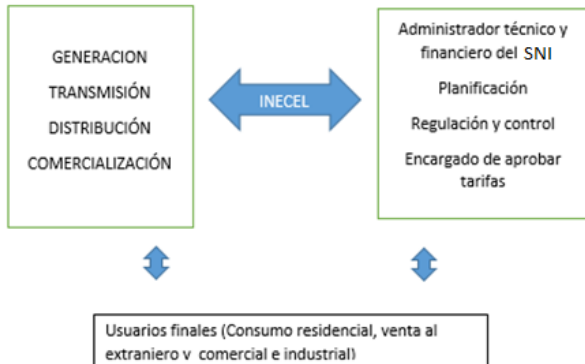 GENERACION
TRANSMISIÓN
DISTRIBUCIÓN
COMERCIALIZACIÓN
INECEL
Administrador técnico y
financiero del SNI
Planificación
Regulación y control
Encargado de aprobar
tarifas
Usuarios finales (Consumo residencial, venta al
extranjero y comercial e industrial)